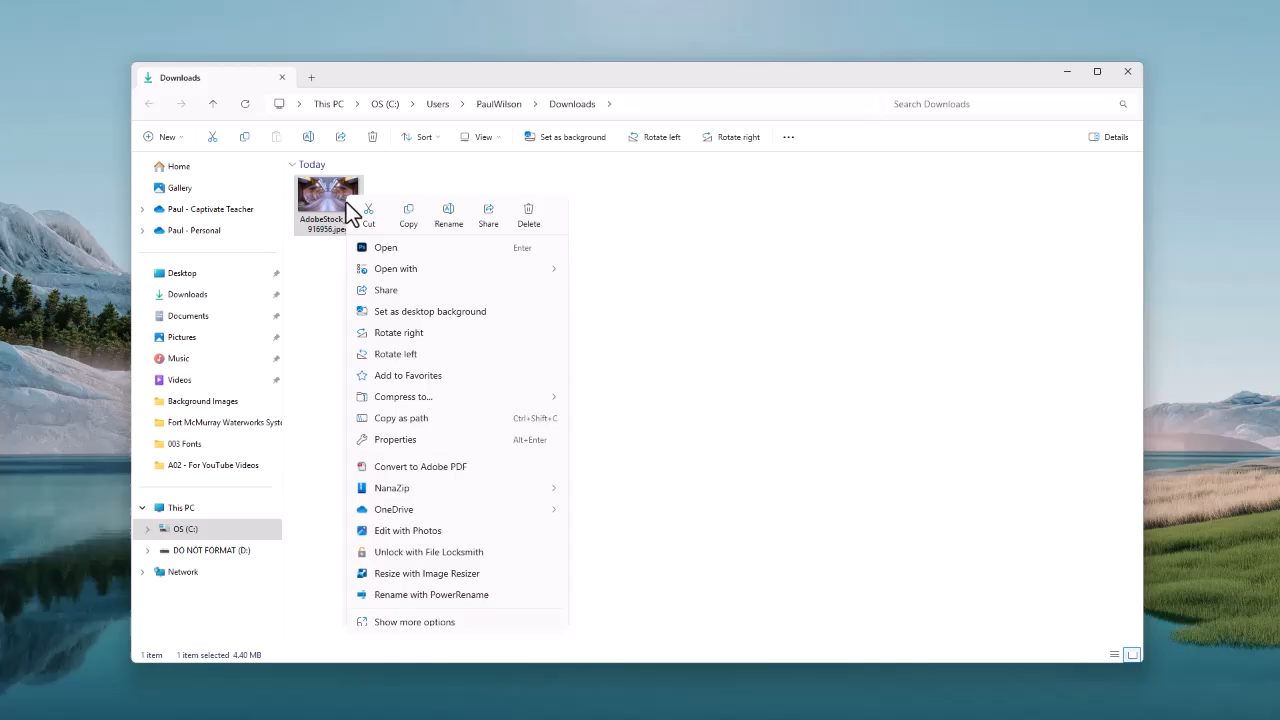 Downloads
This PC
OS (C:)
Users
PaulWilson
Downloads
Search Downloads
New
Sort
View
Set as background
Rotate left
Rotate right
Details
Home
Gallery
Paul - Captivate Teacher
Paul - Personal
Desktop
Downloads
Documents
Pictures
Music
Videos
Background Images
Fort McMurray Waterworks Syste
003 Fonts
A02 - For YouTube Videos
This PC
OS (C:)
DO NOT FORMAT (D:)
Network
Today
AdobeStock
916956.jpeg
Cut
Copy
Rename
Share
Delete
Open Enter
Open with
Share
Set as desktop background
Rotate right
Rotate left
Add to Favorites
Compress to...
Copy as path Ctrl+Shift+C
Properties Alt+Enter
Convert to Adobe PDF
NanaZip
OneDrive
Edit with Photos
Unlock with File Locksmith
Resize with Image Resizer
Rename with PowerRename
Show more options
1 item
1 item selected 4.40 MB